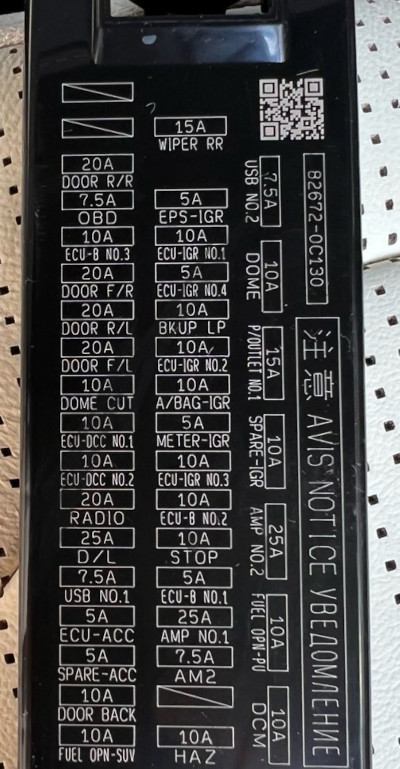 20A
DOOR R/R
7.5A
OBD
10A
ECU-B NO.3
20A
DOOR F/R
20A
DOOR R/L
20A
DOOR F/L
10A
DOME CUT
10A
ECU-DCC NO.1
10A
ECU-DCC NO.2
20A
RADIO
25A
D/L
7.5A
USB NO.1
5A
ECU-ACC
5A
SPARE-ACC
10A
DOOR BACK
10A
FUEL OPN-SUV
15A
WIPER RR
5A
EPS-IGR
10A
ECU-IGR NO.1
5A
ECU-IGR NO.4
10A
BKUP LP
10A
ECU-IGR NO.2
10A
A/BAG-IGR
5A
METER-IGR
10A
ECU-IGR NO.3
10A
ECU-B NO.2
10A
STOP
5A
ECU-B NO.1
25A
AMP NO.1
7.5A
AM2
10A
HAZ
7.5A
USB NO.2
10A
DOME
15A
P/OUTLET NO.1
10A
SPARE-IGR
25A
AMP NO.2
10A
FUEL OPN-PU
10A
DCM
82672-0C130
注意 AVIS NOTICE УВЕДОМЛЕНИЕ